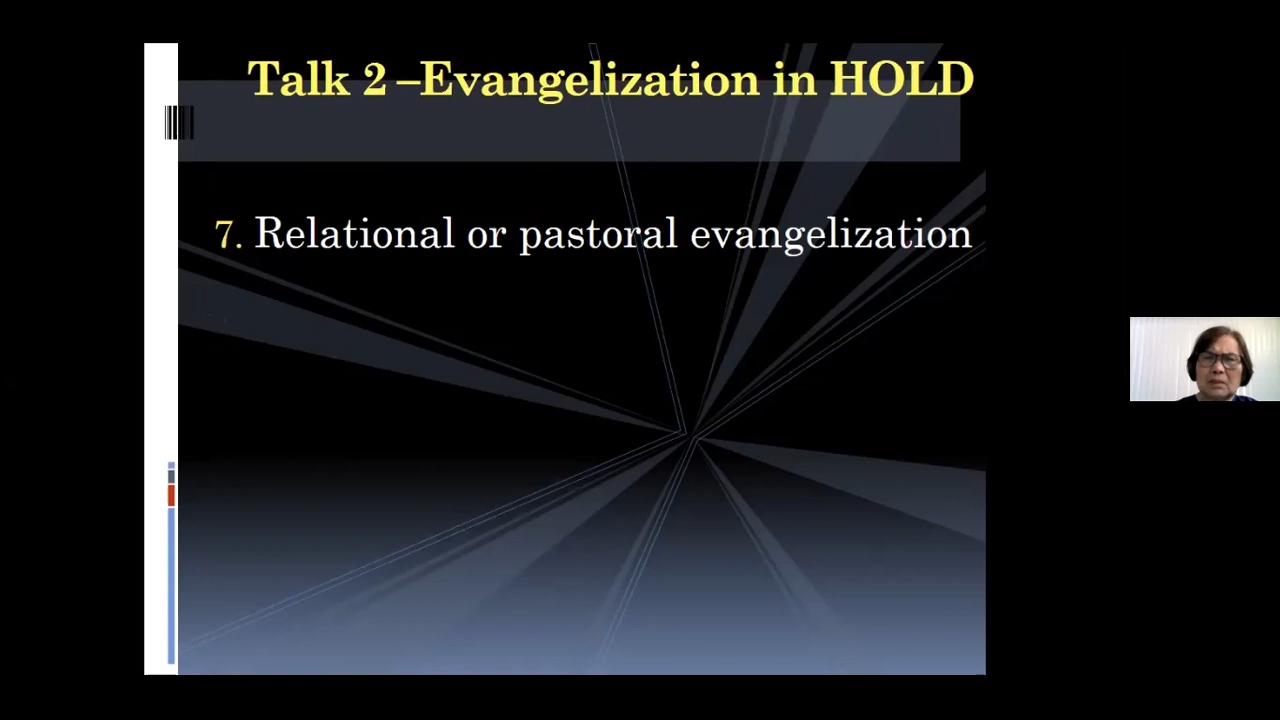 Talk 2 –Evangelization in HOLD
7. Relational or pastoral evangelization